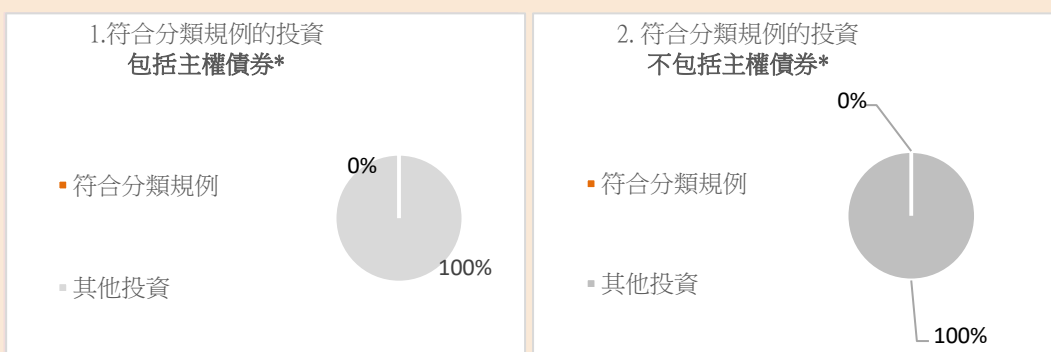 1.符合分類規例的投資
包括主權債券*
0%
符合分類規例
100%
其他投資
2. 符合分類規例的投資
不包括主權債券*
0%
符合分類規例
其他投資
100%